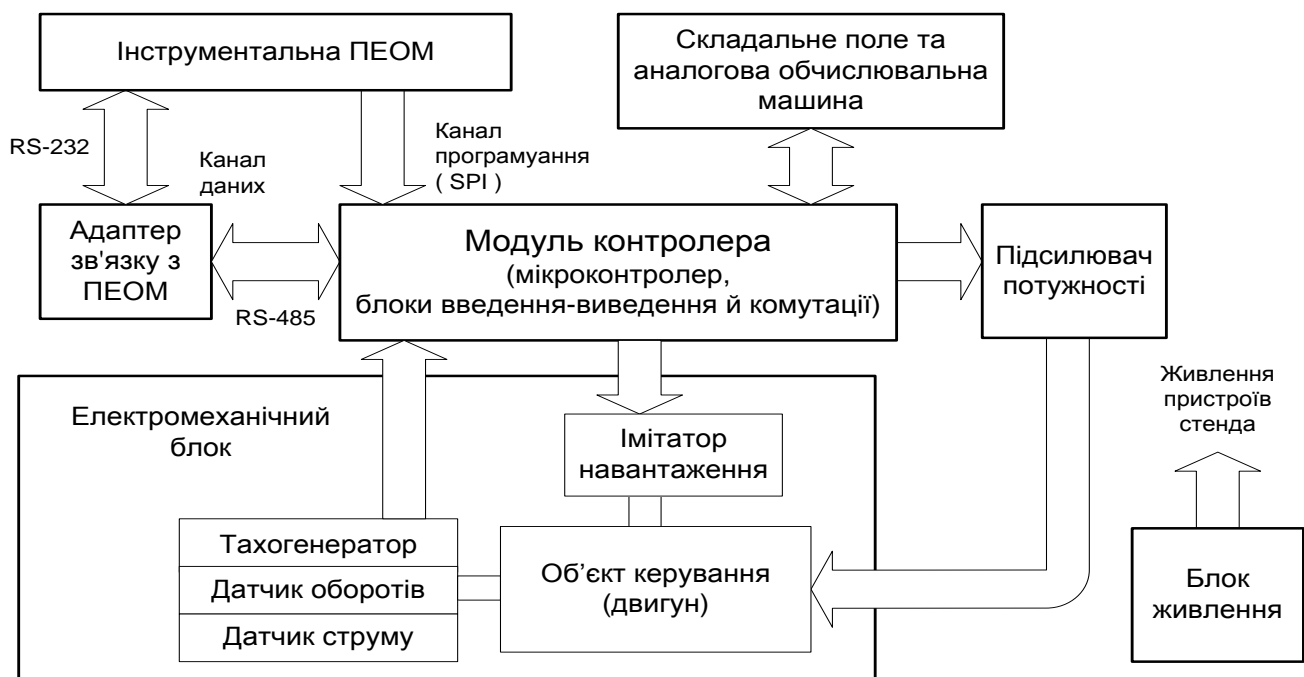 Інструментальна ПЕОМ
Складальне поле та
аналогова обчислювальна
машина
RS-232
Канал
даних
Канал
програмуання
( SPI )
Адаптер
зв'язку з
ПЕОМ
RS-485
Модуль контролера
(мікроконтролер,
блоки введення-виведення й комутації)
Підсилювач
потужності
Електромеханічний
блок
Імітатор
навантаження
Живлення
пристроїв
стенда
Тахогенератор
Датчик оборотів
Датчик струму
Об’єкт керування
(двигун)
Блок
живлення